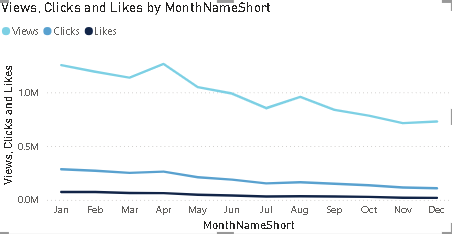 Views, Clicks and Likes by MonthNameShort
Views Clicks Likes
Views, Clicks and Likes
1.0M
0.5M
0.0M
Jan Feb Mar Apr May Jun Jul Aug Sep Oct Nov Dec
MonthNameShort